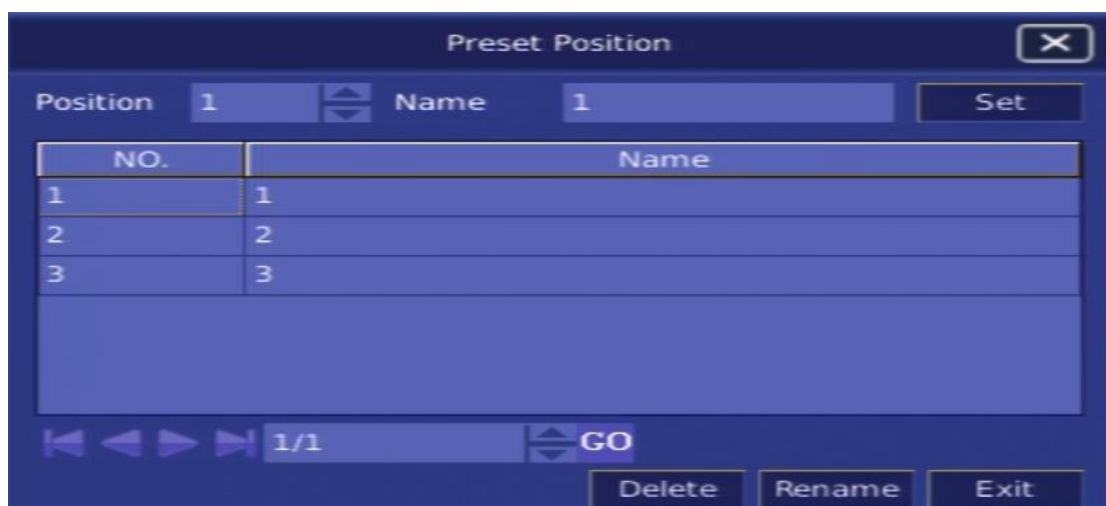 Preset Position
Position 1 Name 1 Set
NO. Name
1 1
2 2
3 3
1/1 GO
Delete Rename Exit